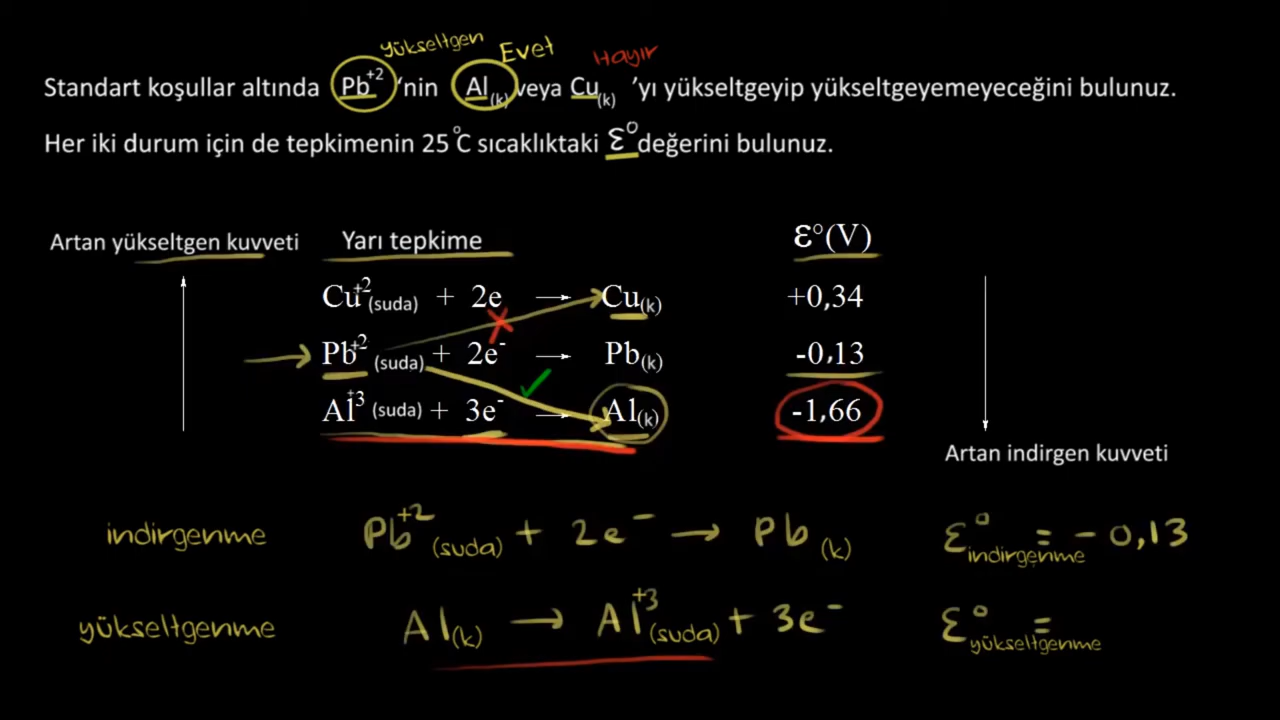 yükseltgen Evet Hayır
Standart koşullar altında Pb⁺² 'nin Al(k) veya Cu(k) 'yı yükseltgeyip yükseltgeyemeyeceğini bulunuz.
Her iki durum için de tepkimenin 25°C sıcaklıktaki Ɛ° değerini bulunuz.
Artan yükseltgen kuvveti Yarı tepkime Ɛ°(V)
Cu⁺²(suda) + 2e → Cu(k) +0,34
Pb⁺²(suda) + 2e⁻ → Pb(k) -0,13
Al⁺³(suda) + 3e⁻ → Al(k) -1,66
Artan indirgen kuvveti
indirgenme Pb⁺²(suda) + 2e⁻ → Pb(k) Ɛ°indirgenme = -0,13
yükseltgenme Al(k) → Al⁺³(suda) + 3e⁻ Ɛ°yükseltgenme =